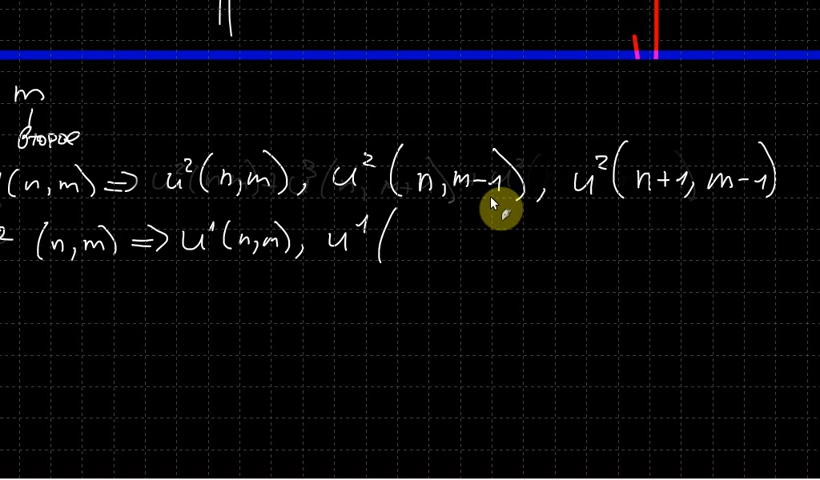 m
второе
(n,m) => u²(n,m), u²(n,m-1), u²(n+1,m-1)
² (n,m) => u¹(n,m), u¹(